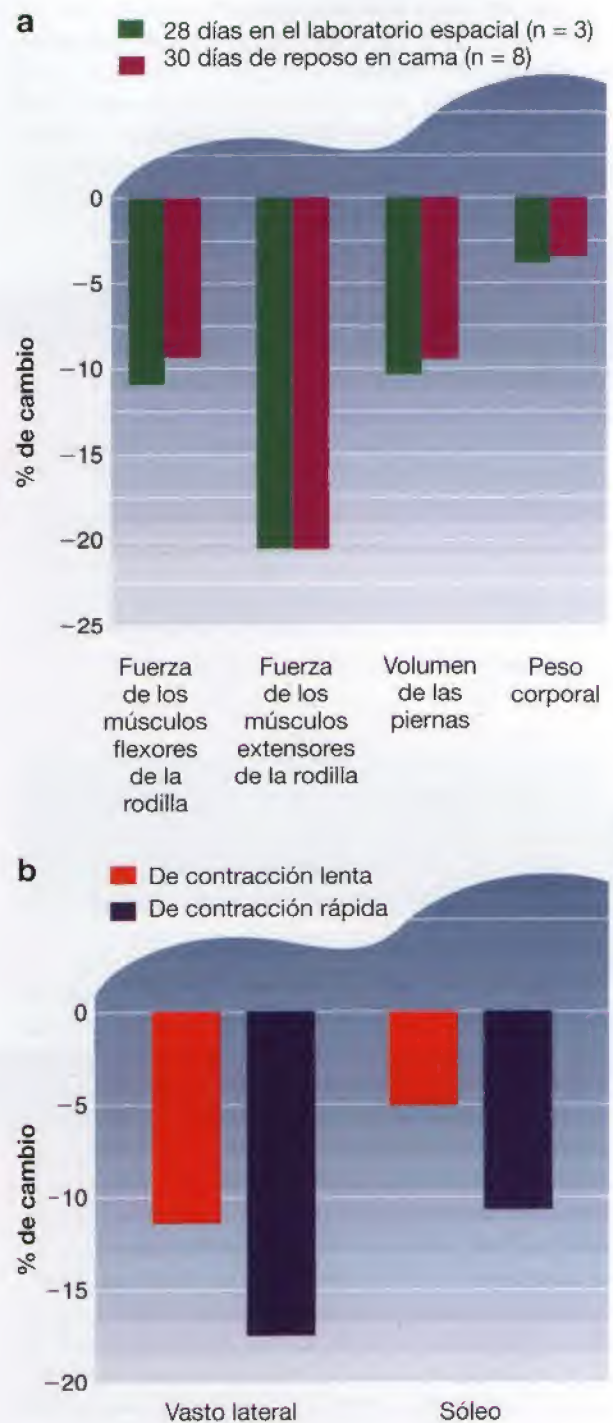 a
28 días en el laboratorio espacial (n = 3)
30 días de reposo en cama (n = 8)
0
−5
−10
−15
−20
−25
% de cambio
Fuerza
de los
músculos
flexores
de la
rodilla
Fuerza
de los
músculos
extensores
de la rodilla
Volumen
de las
piernas
Peso
corporal
b
De contracción lenta
De contracción rápida
0
−5
−10
−15
−20
% de cambio
Vasto lateral
Sóleo